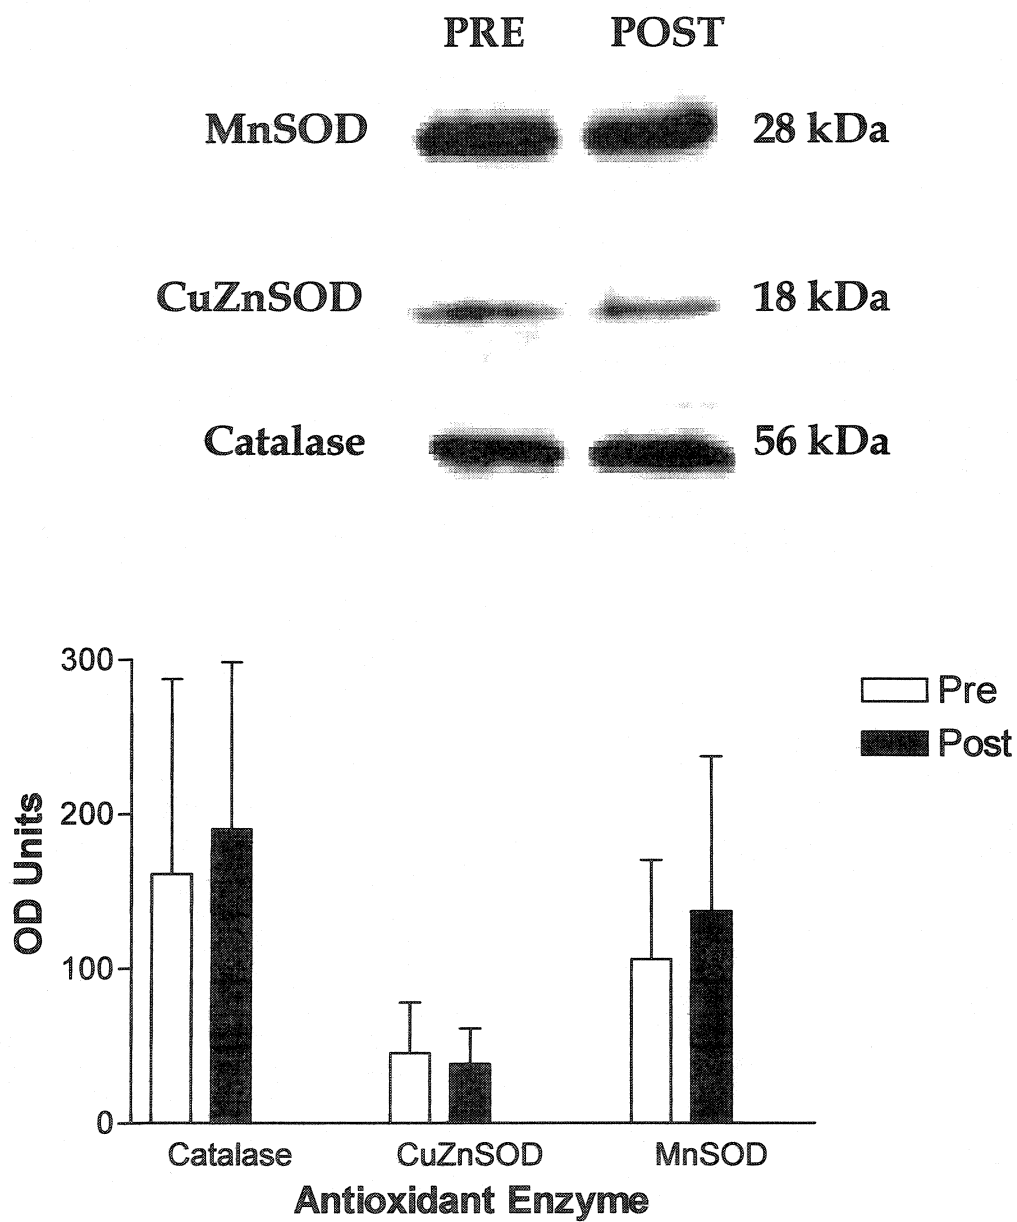 PRE POST
MnSOD 28 kDa
CuZnSOD 18 kDa
Catalase 56 kDa
300
200
100
0
OD Units
Pre
Post
Catalase CuZnSOD MnSOD
Antioxidant Enzyme